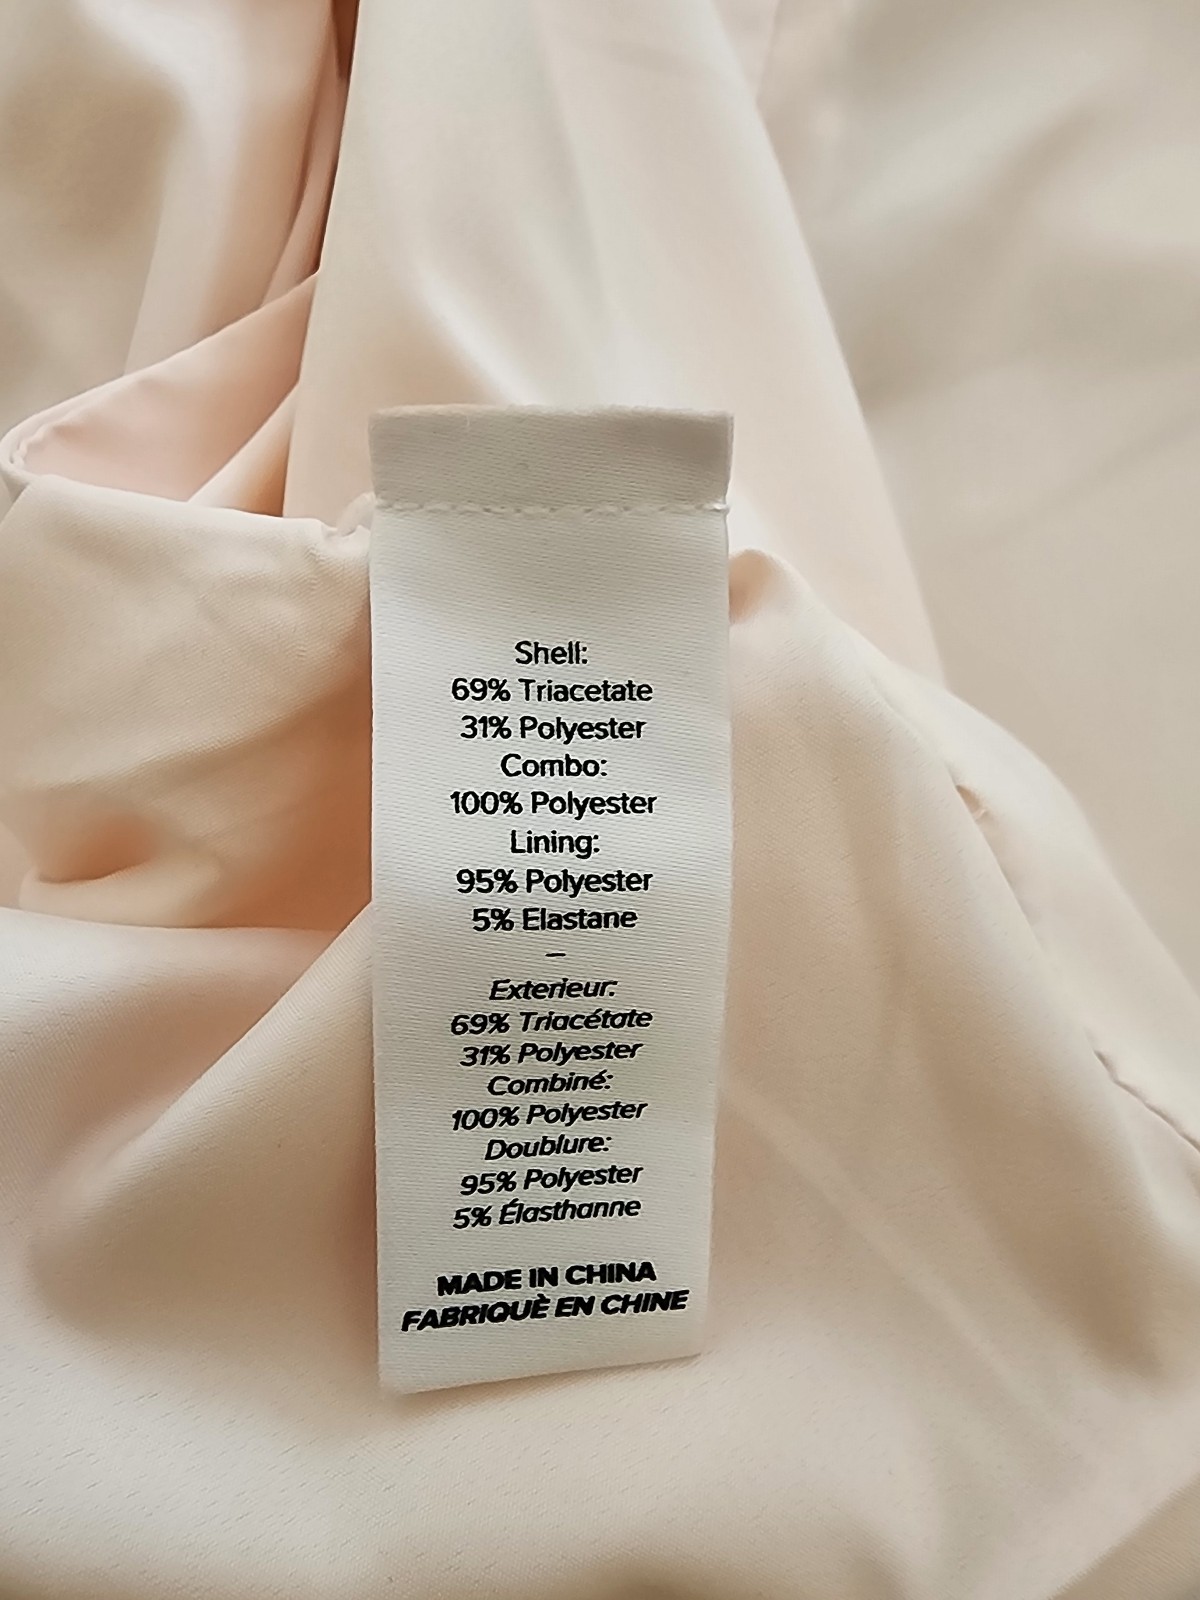 Shell:
69% Triacetate
31% Polyester
Combo:
100% Polyester
Lining:
95% Polyester
5% Elastane
–
Exterieur:
69% Triacétate
31% Polyester
Combiné:
100% Polyester
Doublure:
95% Polyester
5% Élasthanne
MADE IN CHINA
FABRIQUÈ EN CHINE